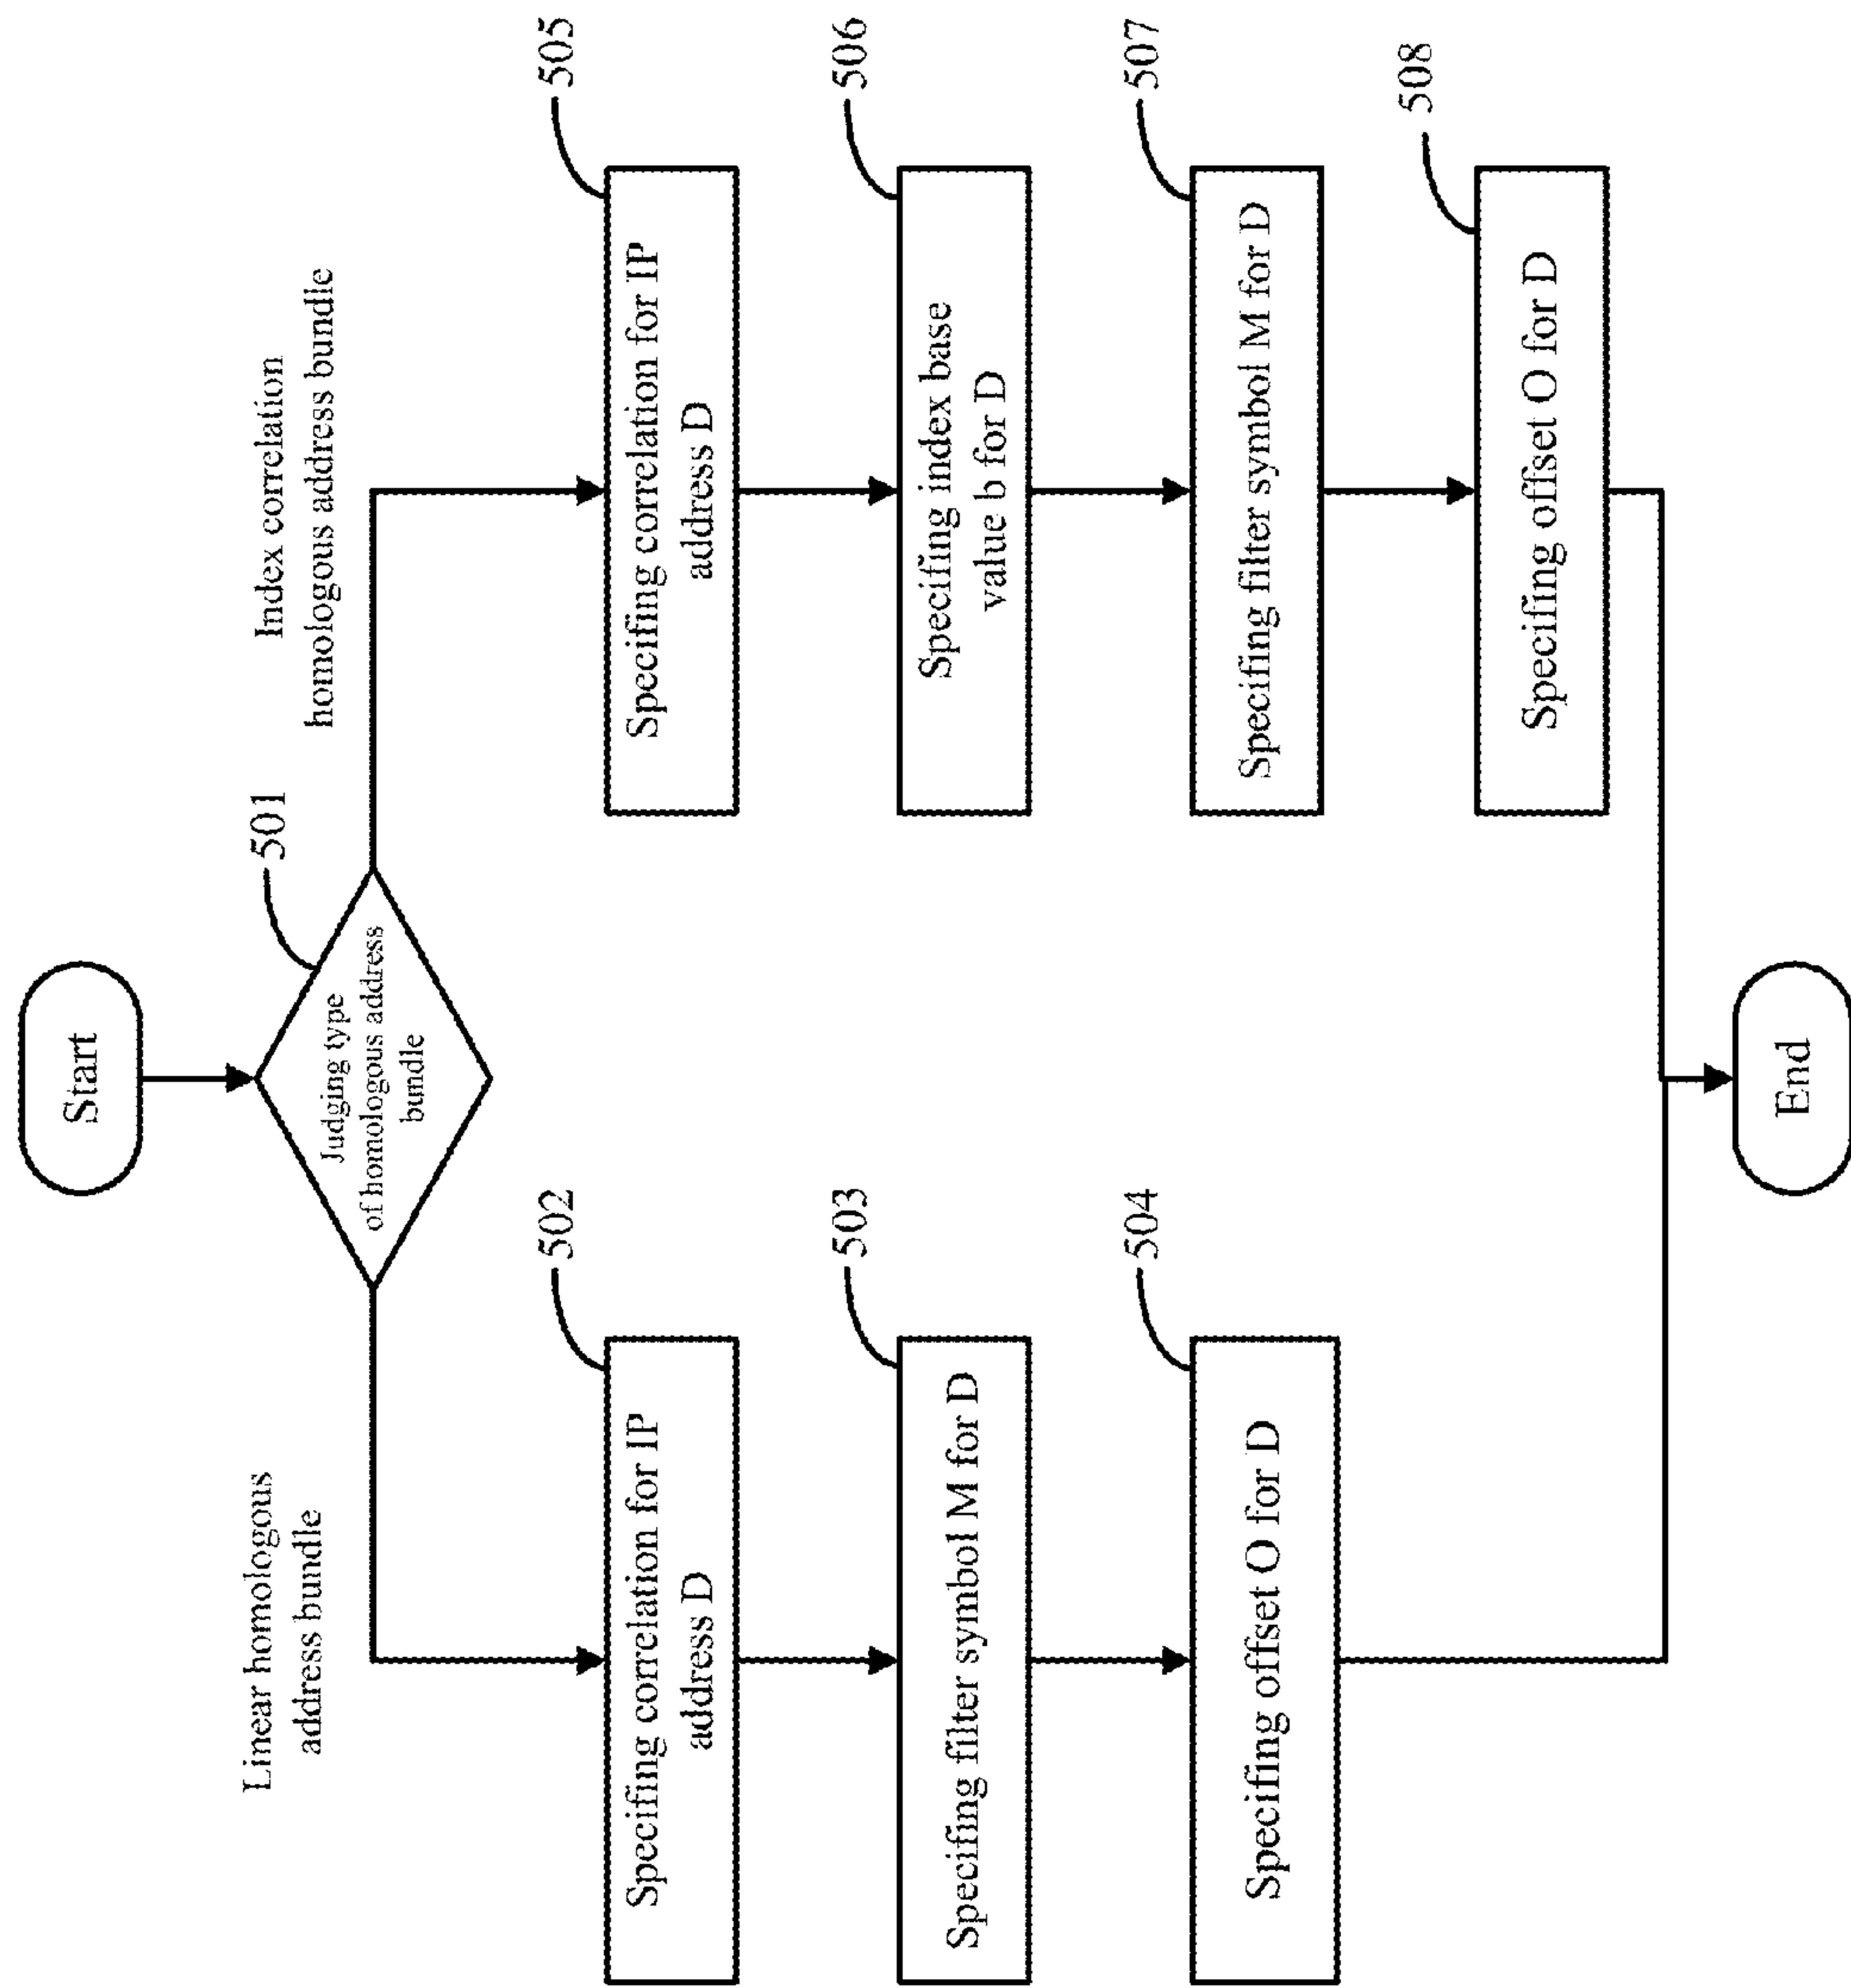 Start
501
Judging type
of homologous address
bundle
Linear homologous
address bundle
Index correlation
homologous address bundle
502
Specifing correlation for IP
address D
503
Specifing filter symbol M for D
504
Specifing offset O for D
505
Specifing correlation for IP
address D
506
Specifing index base
value b for D
507
Specifing filter symbol M for D
508
Specifing offset O for D
End